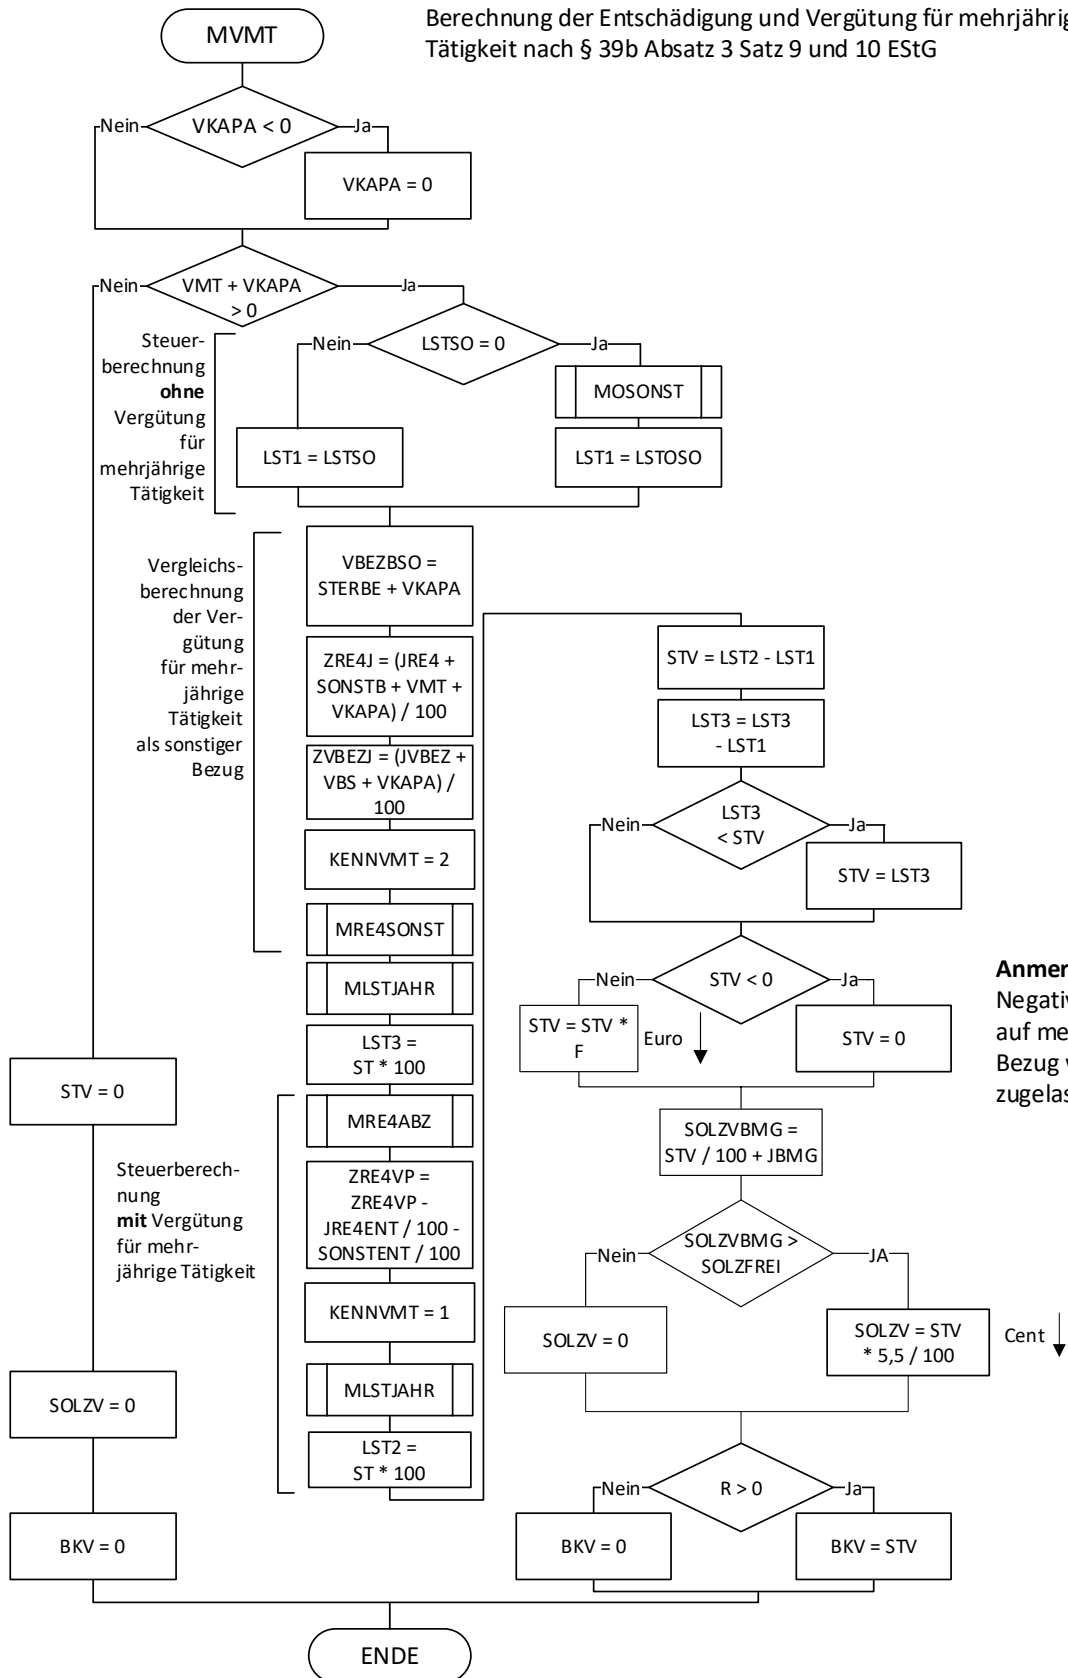 MVMT
Berechnung der Entschädigung und Vergütung für mehrjährig
Tätigkeit nach § 39b Absatz 3 Satz 9 und 10 EStG
Nein
VKAPA < 0
Ja
VKAPA = 0
Nein
VMT + VKAPA
> 0
Ja
Steuer-
berechnung
ohne
Vergütung
für
mehrjährige
Tätigkeit
Nein
LSTSO = 0
Ja
MOSONST
LST1 = LSTSO
LST1 = LSTOSO
Vergleichs-
berechnung
der Ver-
gütung
für mehr-
jährige
Tätigkeit
als sonstiger
Bezug
VBEZBSO =
STERBE + VKAPA
ZRE4J = (JRE4 +
SONSTB + VMT +
VKAPA) / 100
ZVBEZJ = (JVBEZ +
VBS + VKAPA) /
100
KENNVMT = 2
MRE4SONST
MLSTJAHR
LST3 =
ST * 100
Steuerberech-
nung
mit Vergütung
für mehr-
jährige Tätigkeit
MRE4ABZ
ZRE4VP =
ZRE4VP -
JRE4ENT / 100 -
SONSTENT / 100
KENNVMT = 1
MLSTJAHR
LST2 =
ST * 100
STV = LST2 - LST1
LST3 = LST3
- LST1
Nein
LST3
< STV
Ja
STV = LST3
Nein
STV < 0
Ja
STV = STV *
F
Euro
STV = 0
Anmer
Negativ
auf me
Bezug
zugelas
SOLZVBMG =
STV / 100 + JBMG
Nein
SOLZVBMG >
SOLZFREI
JA
SOLZV = 0
SOLZV = STV
* 5,5 / 100
Cent
Nein
R > 0
Ja
BKV = 0
BKV = STV
STV = 0
SOLZV = 0
BKV = 0
ENDE